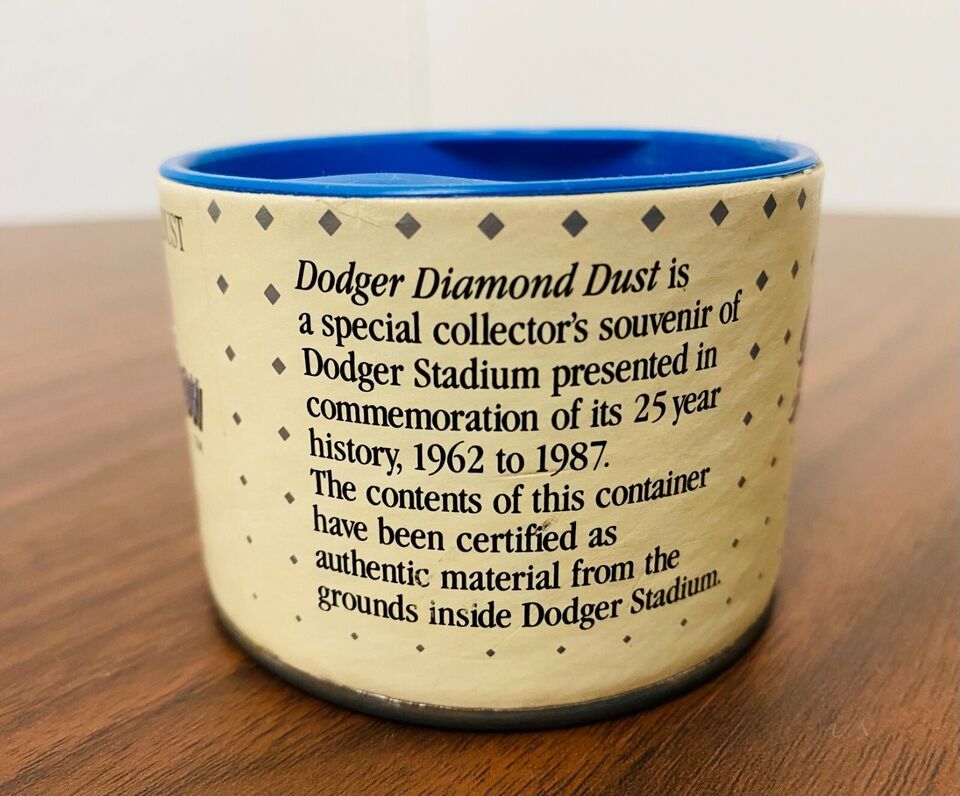 Dodger Diamond Dust is
a special collector's souvenir of
Dodger Stadium presented in
commemoration of its 25 year
history, 1962 to 1987.
The contents of this container
have been certified as
authentic material from the
grounds inside Dodger Stadium.